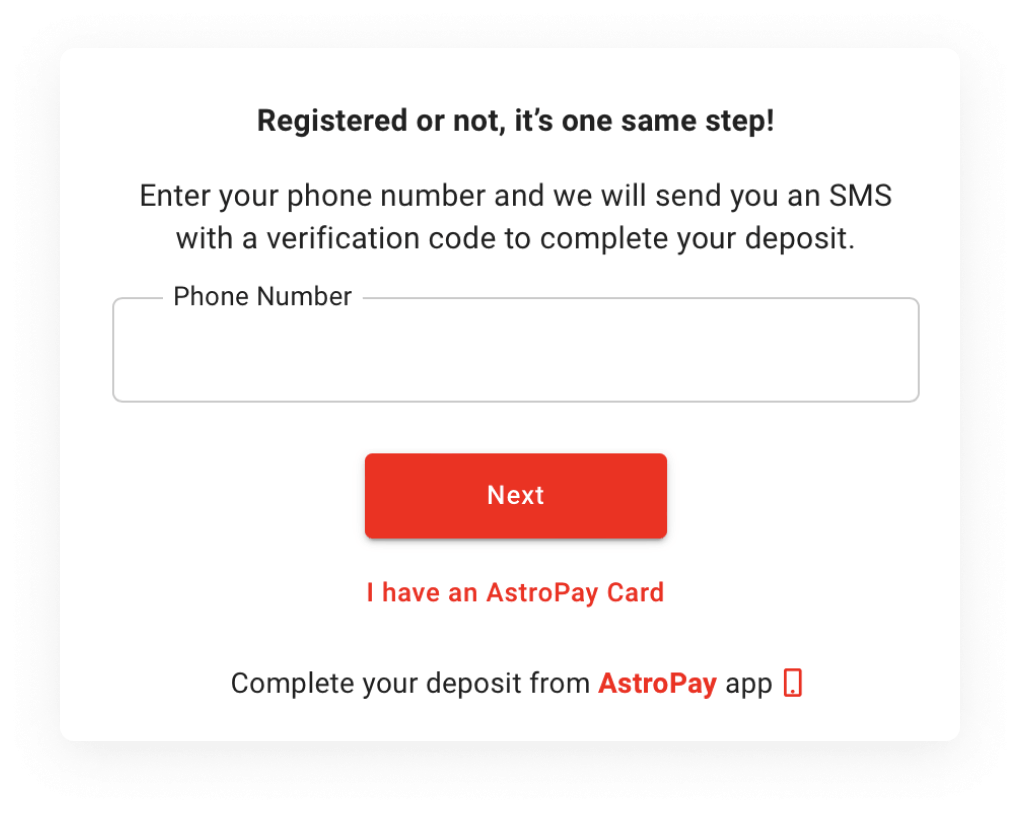 Registered or not, it’s one same step!
Enter your phone number and we will send you an SMS
with a verification code to complete your deposit.
Phone Number
Next
I have an AstroPay Card
Complete your deposit from AstroPay app